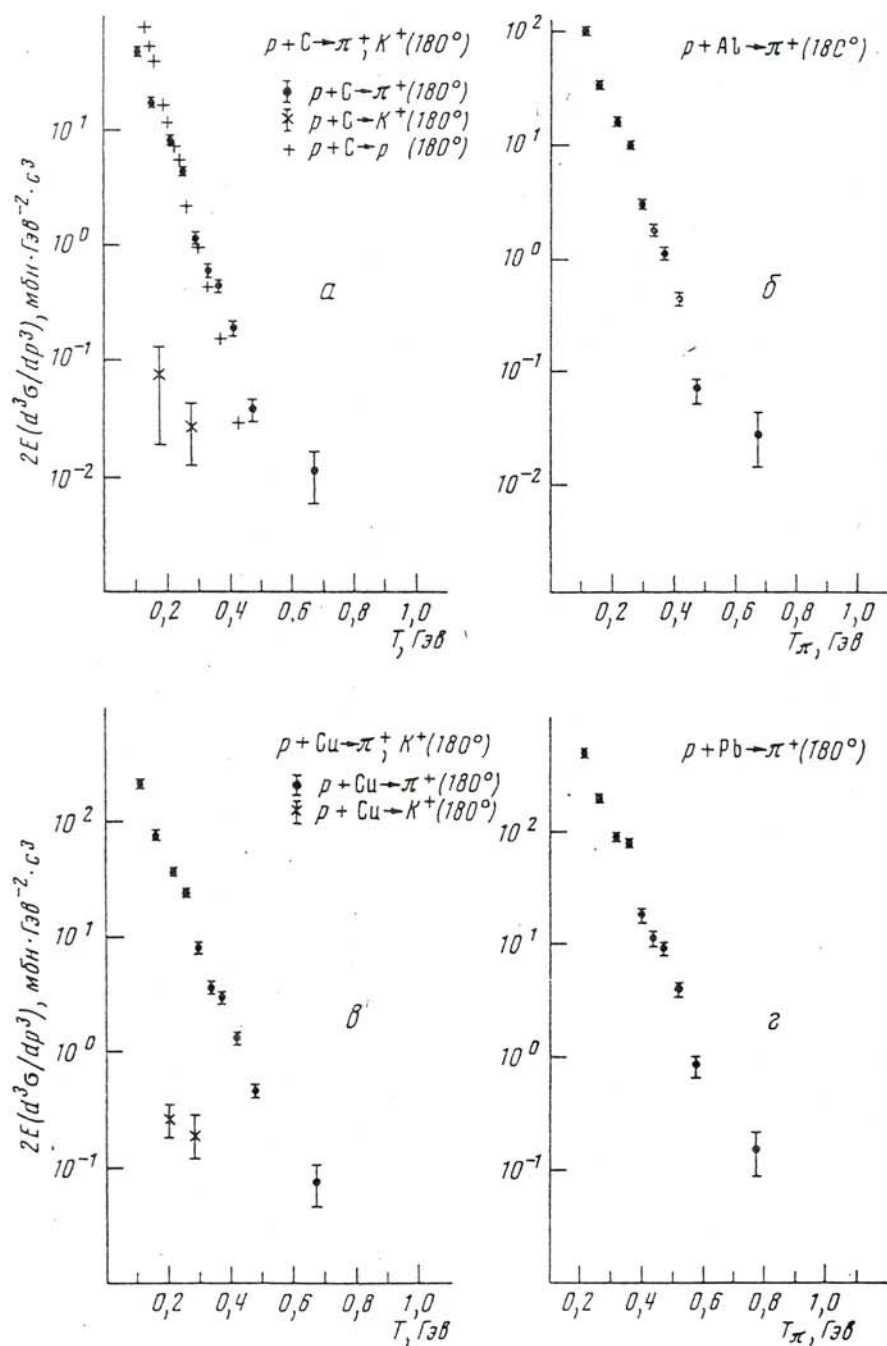 p + C → π⁺, K⁺ (180°)
p + C → π⁺ (180°)
p + C → K⁺ (180°)
p + C → p (180°)
10¹
10⁰
10⁻¹
10⁻²
2E(d³σ/dp³), мбн·Гэв⁻²·с³
а
0,2 0,4 0,6 0,8 1,0
T, Гэв
p + Al → π⁺ (18C°)
10²
10¹
10⁰
10⁻¹
10⁻²
б
0,2 0,4 0,6 0,8 1,0
Tπ, Гэв
p + Cu → π⁺, K⁺ (180°)
p + Cu → π⁺ (180°)
p + Cu → K⁺ (180°)
10²
10¹
10⁰
10⁻¹
2E(d³σ/dp³), мбн·Гэв⁻²·с³
в
0,2 0,4 0,6 0,8 1,0
T, Гэв
p + Pb → π⁺ (180°)
10²
10¹
10⁰
10⁻¹
г
0,2 0,4 0,6 0,8 1,0
Tπ, Гэв